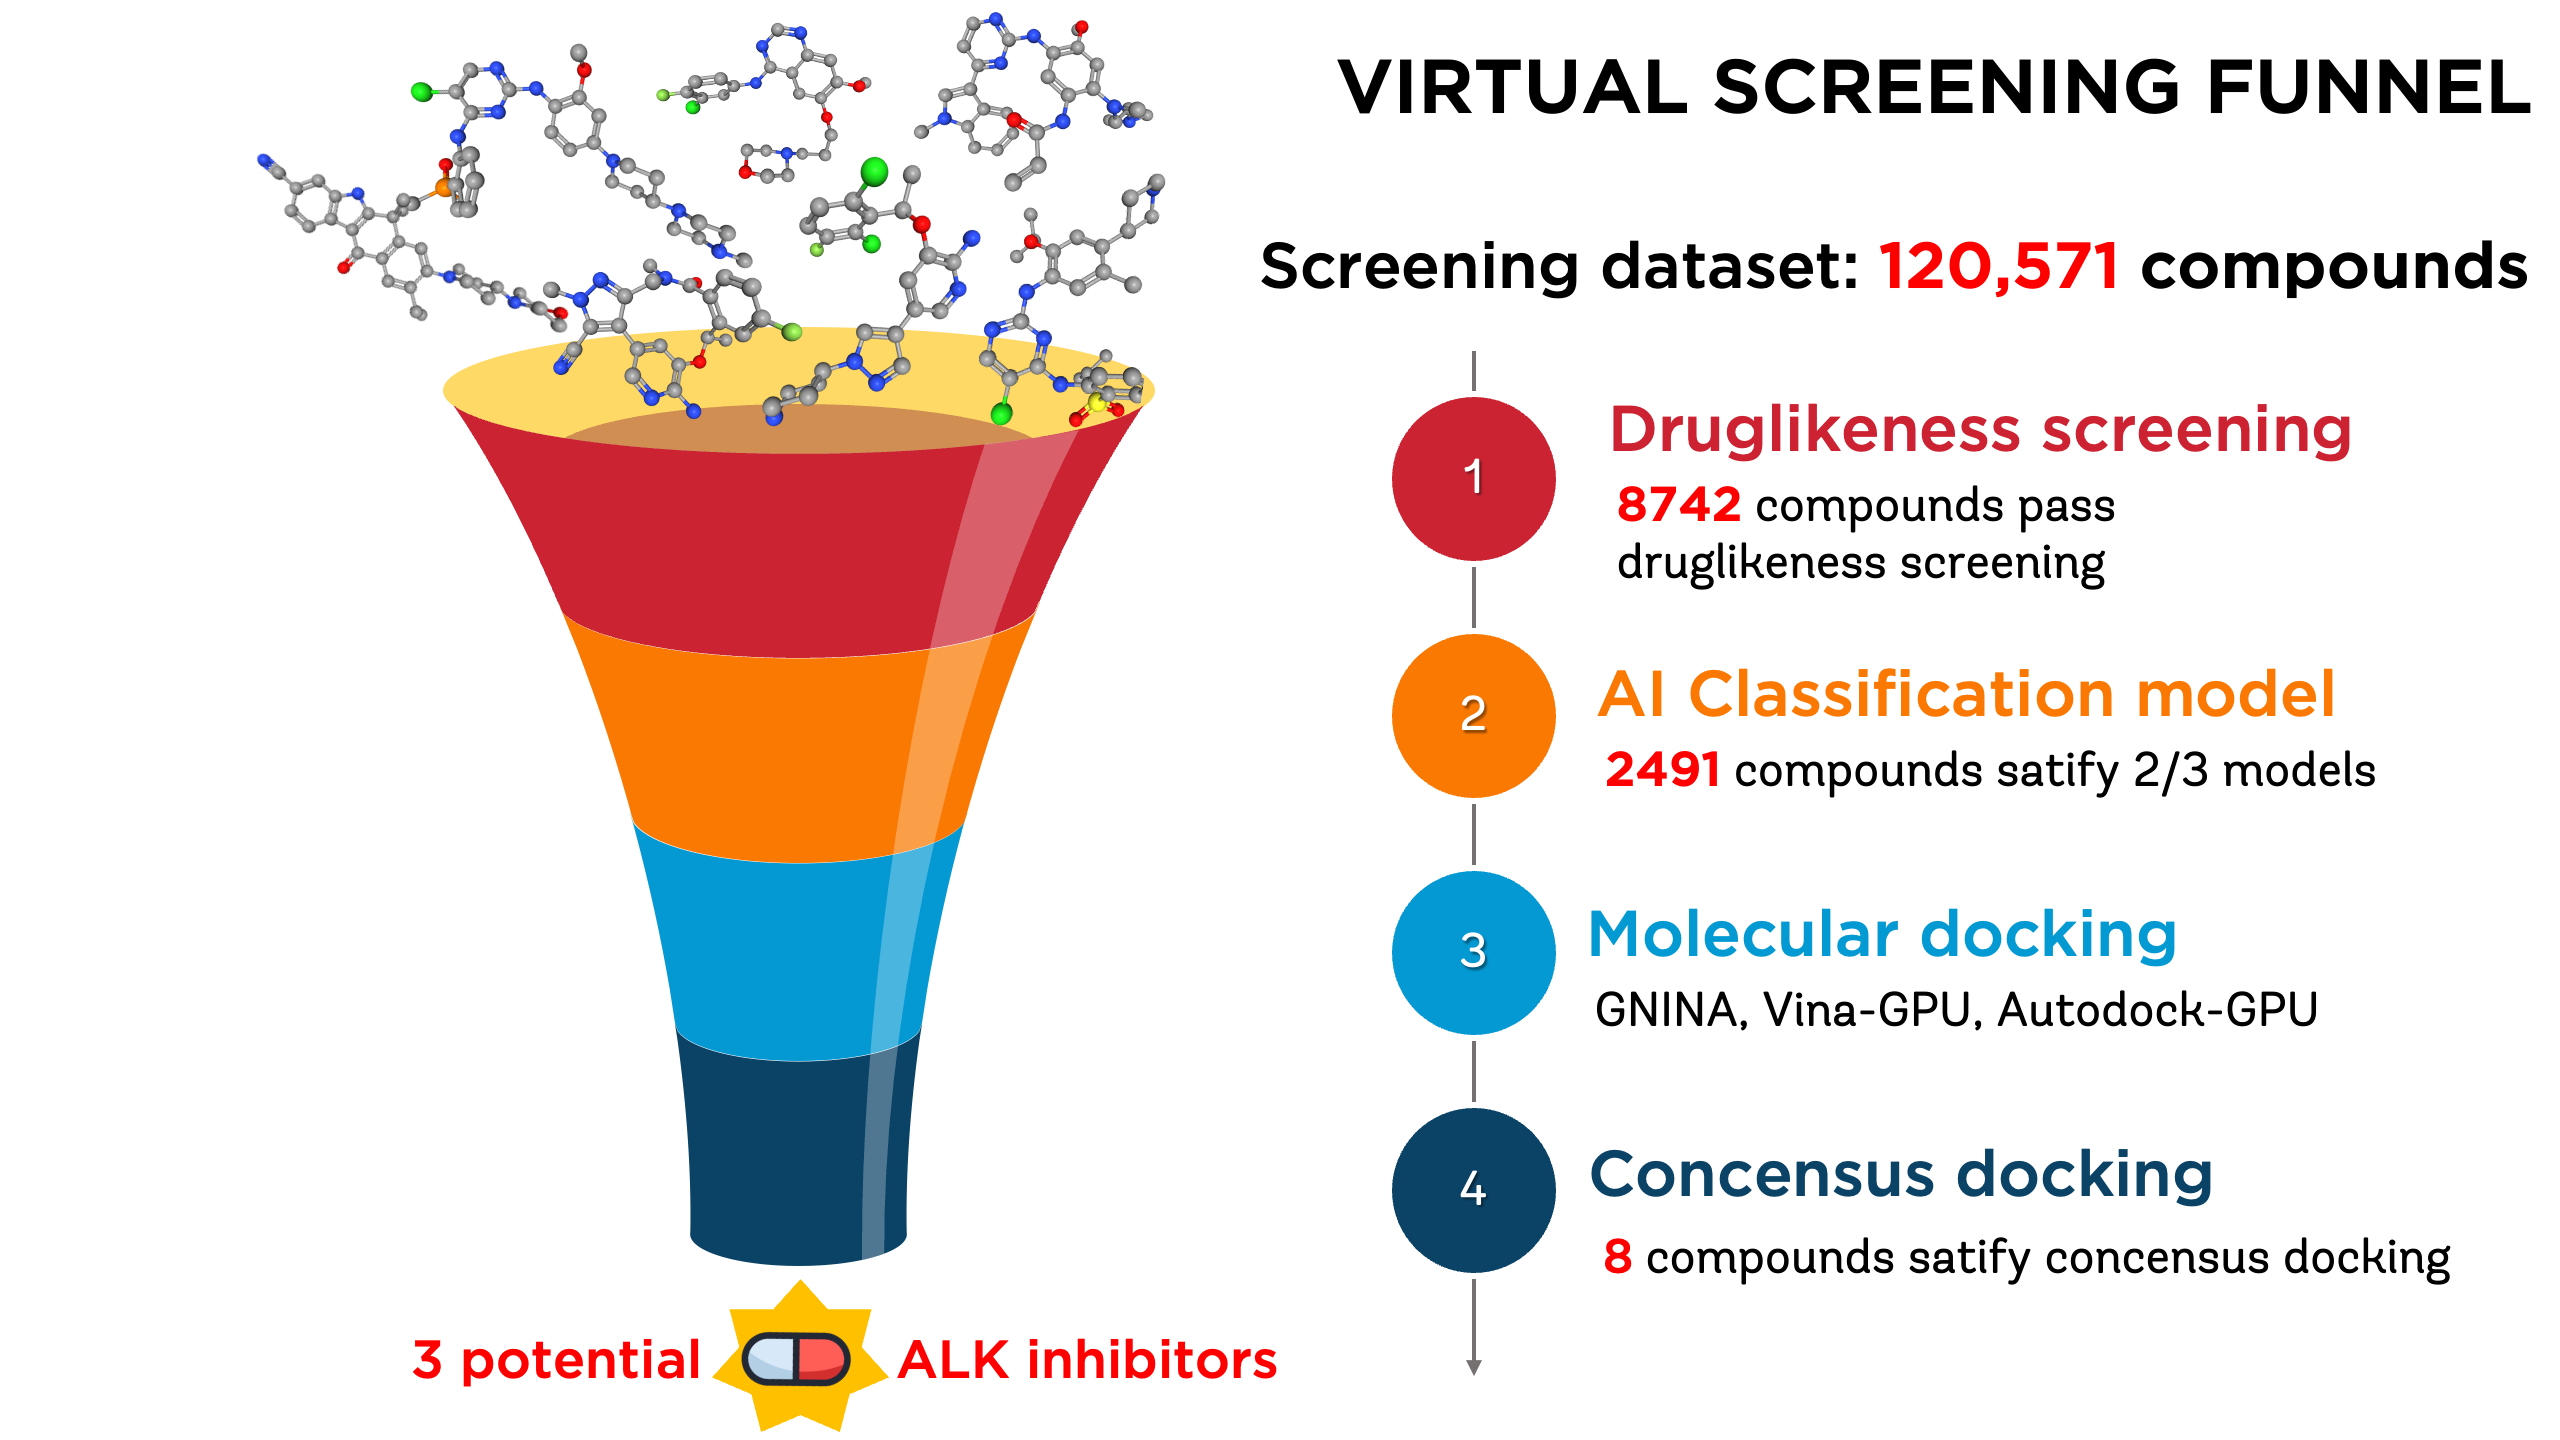 VIRTUAL SCREENING FUNNEL
Screening dataset: 120,571 compounds
1
Druglikeness screening
8742 compounds pass
druglikeness screening
2
AI Classification model
2491 compounds satify 2/3 models
3
Molecular docking
GNINA, Vina-GPU, Autodock-GPU
4
Concensus docking
8 compounds satify concensus docking
3 potential ALK inhibitors